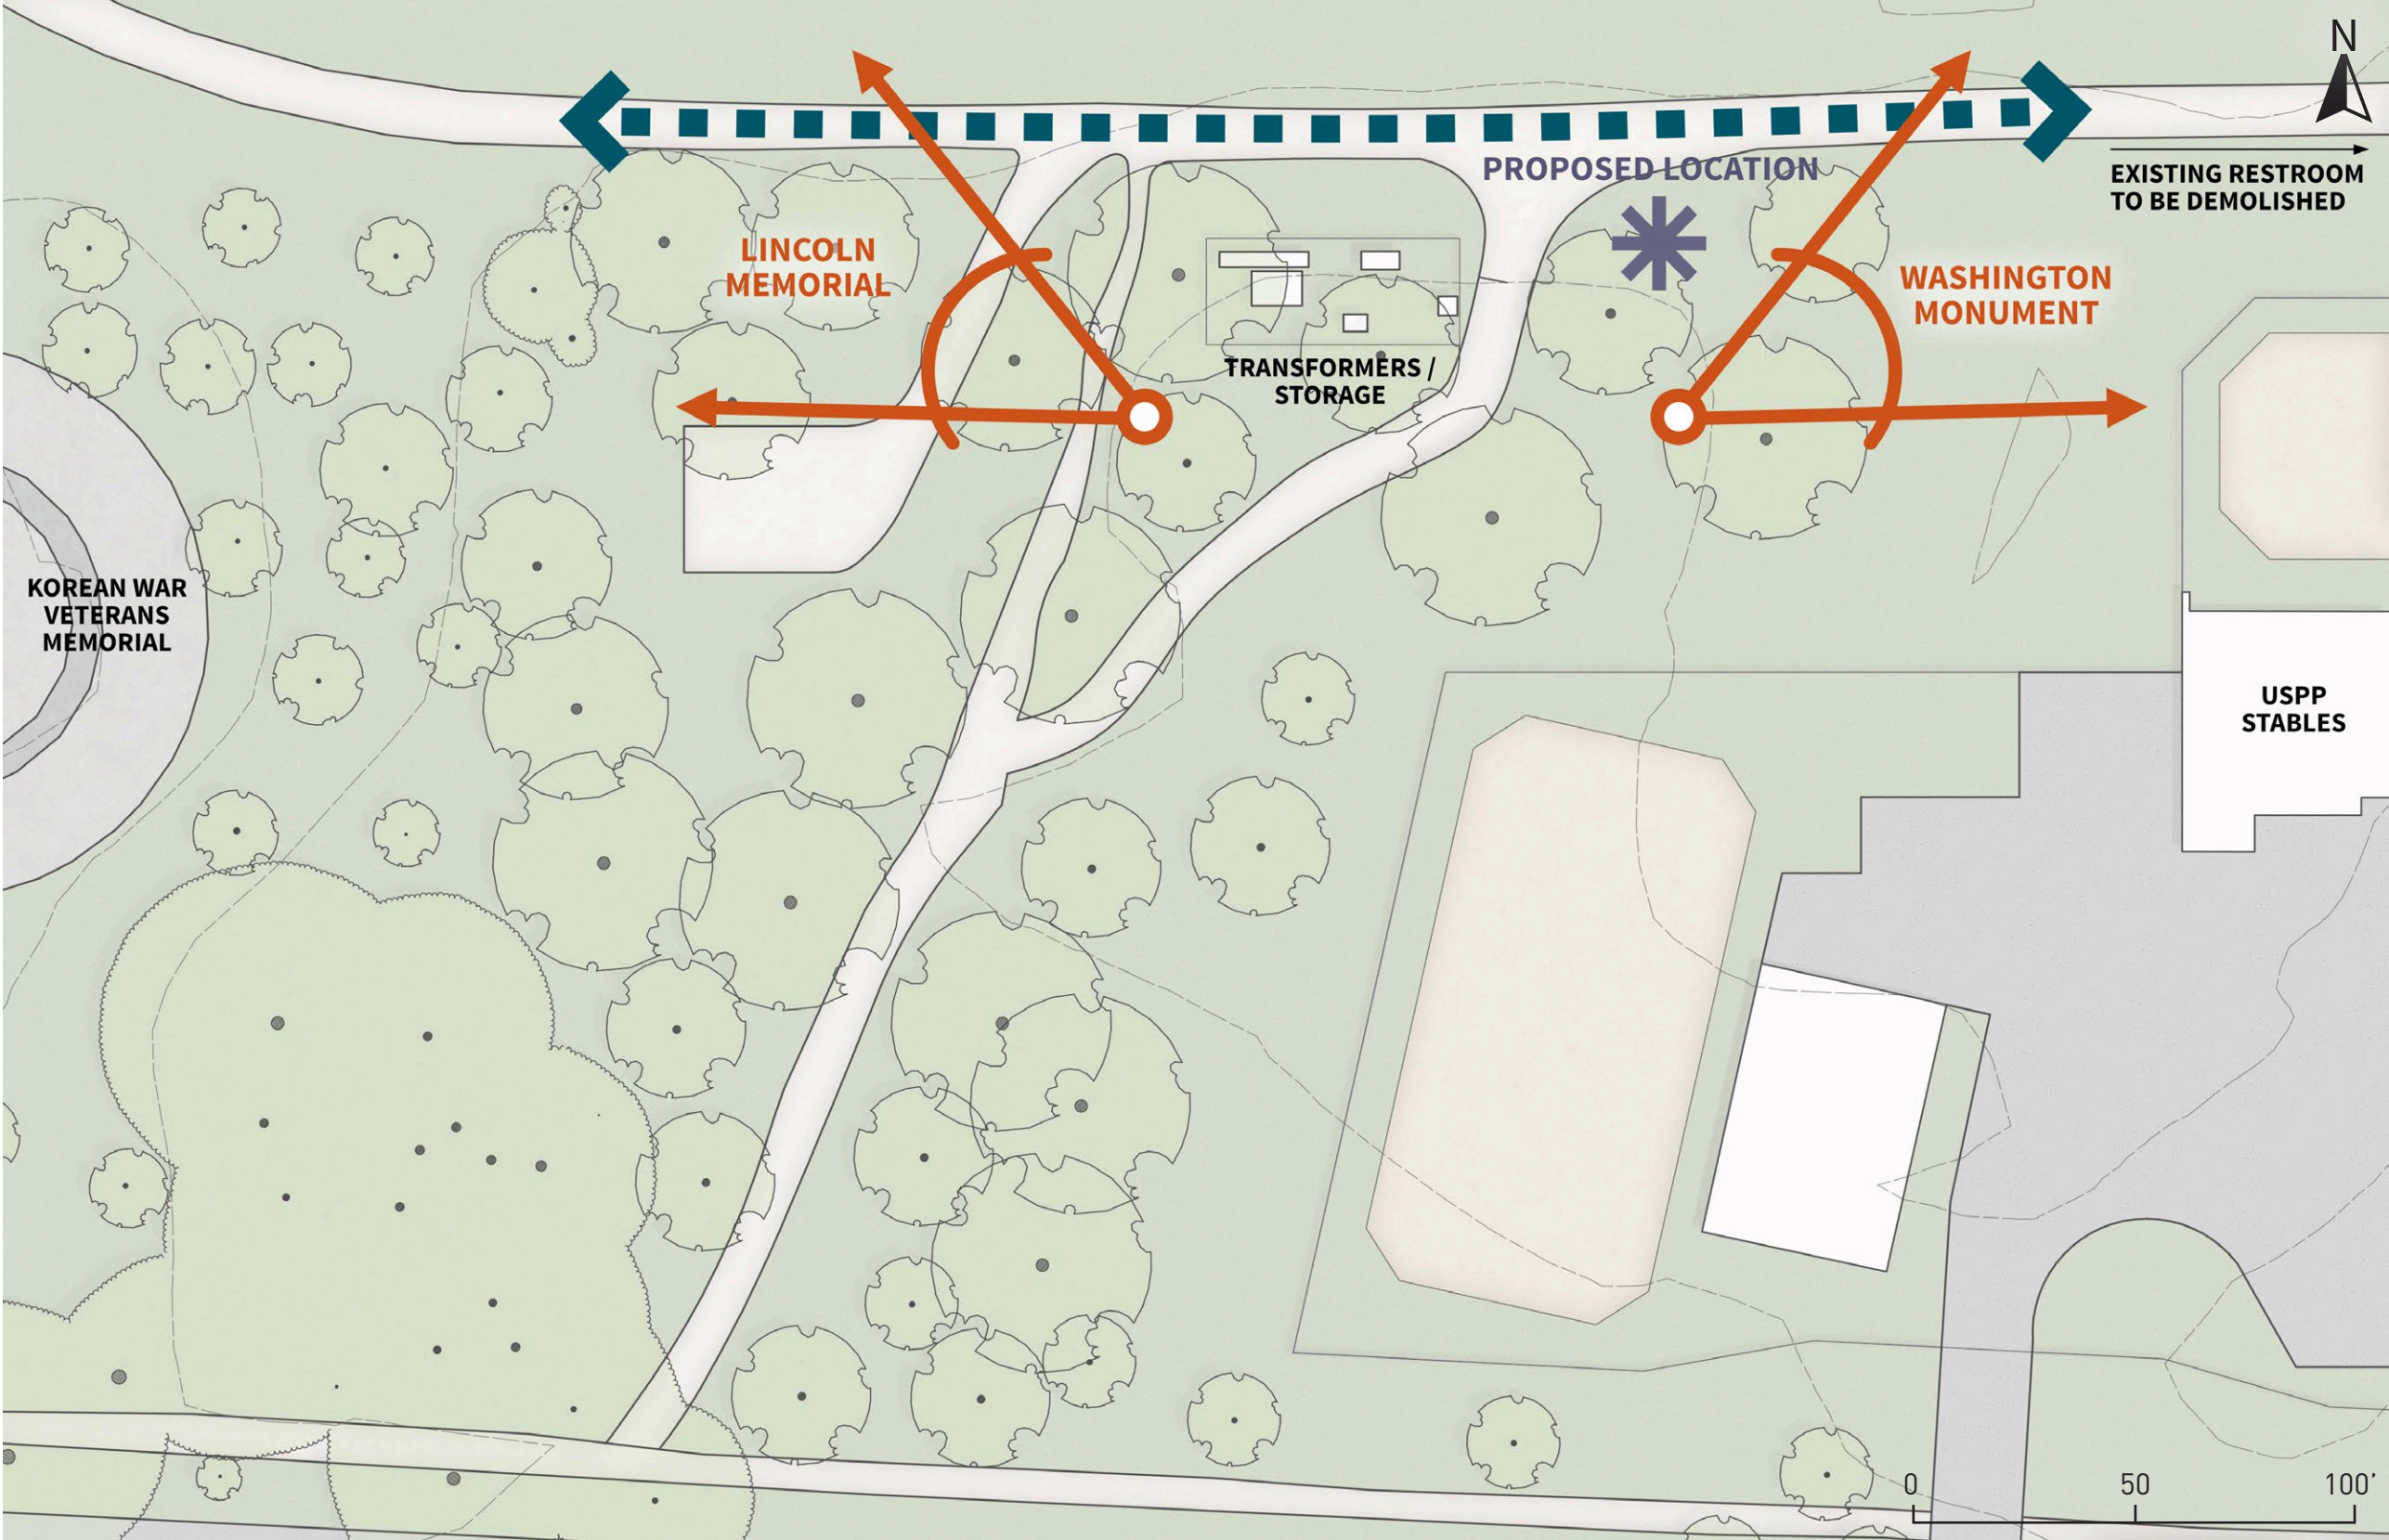 N
PROPOSED LOCATION
EXISTING RESTROOM
TO BE DEMOLISHED
LINCOLN
MEMORIAL
WASHINGTON
MONUMENT
TRANSFORMERS /
STORAGE
KOREAN WAR
VETERANS
MEMORIAL
USPP
STABLES
0 50 100'